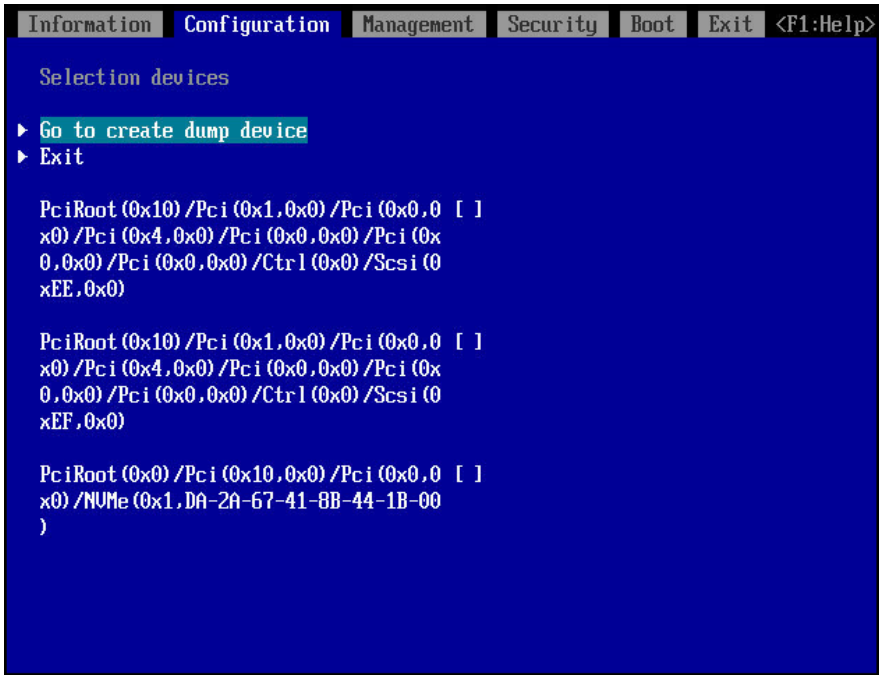 Information Configuration Management Security Boot Exit <F1:Help>
Selection devices
Go to create dump device
Exit
PciRoot(0x10)/Pci(0x1,0x0)/Pci(0x0,0 [ ]
x0)/Pci(0x4,0x0)/Pci(0x0,0x0)/Pci(0x
0,0x0)/Pci(0x0,0x0)/Ctrl(0x0)/Scsi(0
xEE,0x0)
PciRoot(0x10)/Pci(0x1,0x0)/Pci(0x0,0 [ ]
x0)/Pci(0x4,0x0)/Pci(0x0,0x0)/Pci(0x
0,0x0)/Pci(0x0,0x0)/Ctrl(0x0)/Scsi(0
xEF,0x0)
PciRoot(0x0)/Pci(0x10,0x0)/Pci(0x0,0 [ ]
x0)/NVMe(0x1,DA-2A-67-41-8B-44-1B-00
)